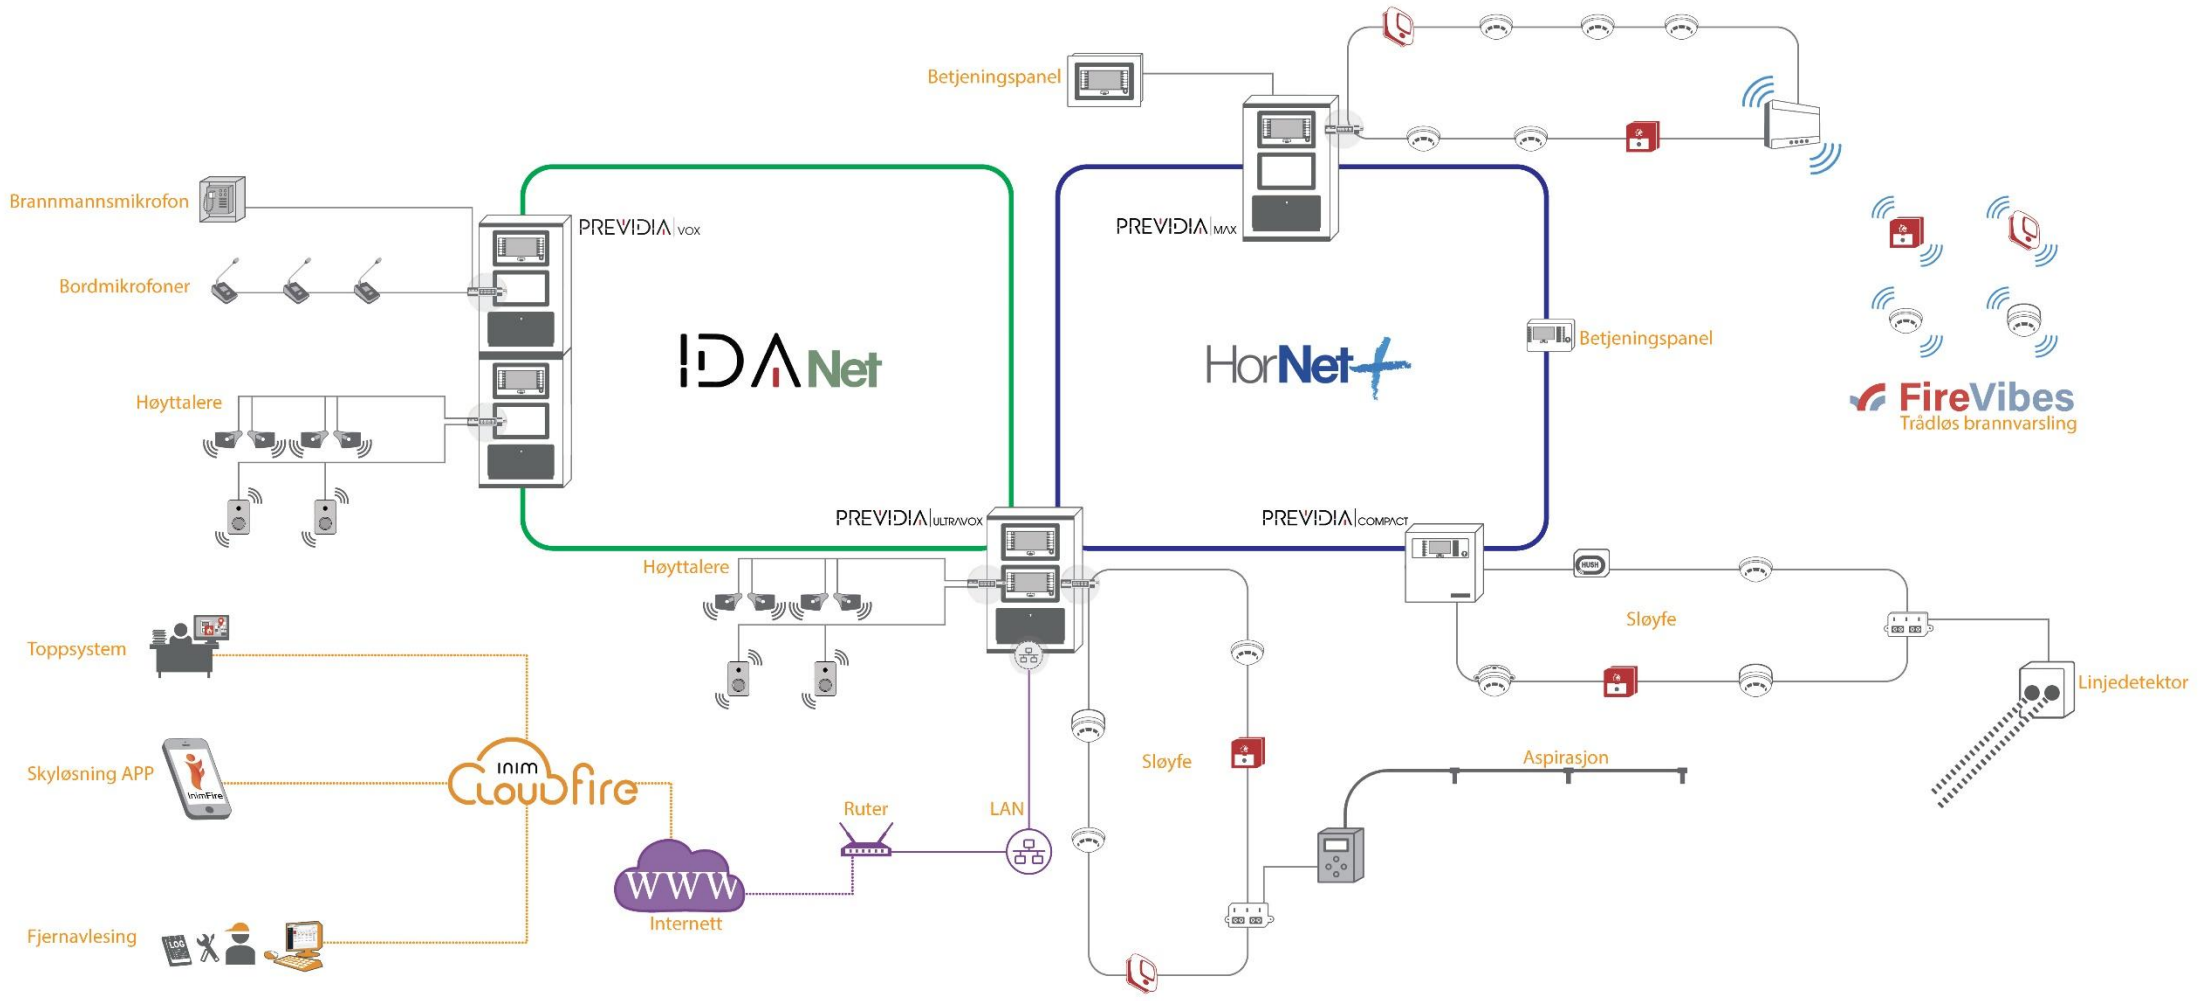 Betjeningspanel
Brannmannsmikrofon
PREVIDIA VOX
PREVIDIA MAX
Bordmikrofoner
IDA Net
HorNet+
Betjeningspanel
FireVibes
Trådløs brannvarsling
Høyttalere
PREVIDIA ULTRAVOX
PREVIDIA COMPACT
Høyttalere
HUSH
Sløyfe
Toppsystem
Linjedetektor
Skyløsning APP
InimFire
inim
Cloudfire
Sløyfe
Aspirasjon
Ruter
LAN
WWW
Internett
Fjernavlesing
LOG